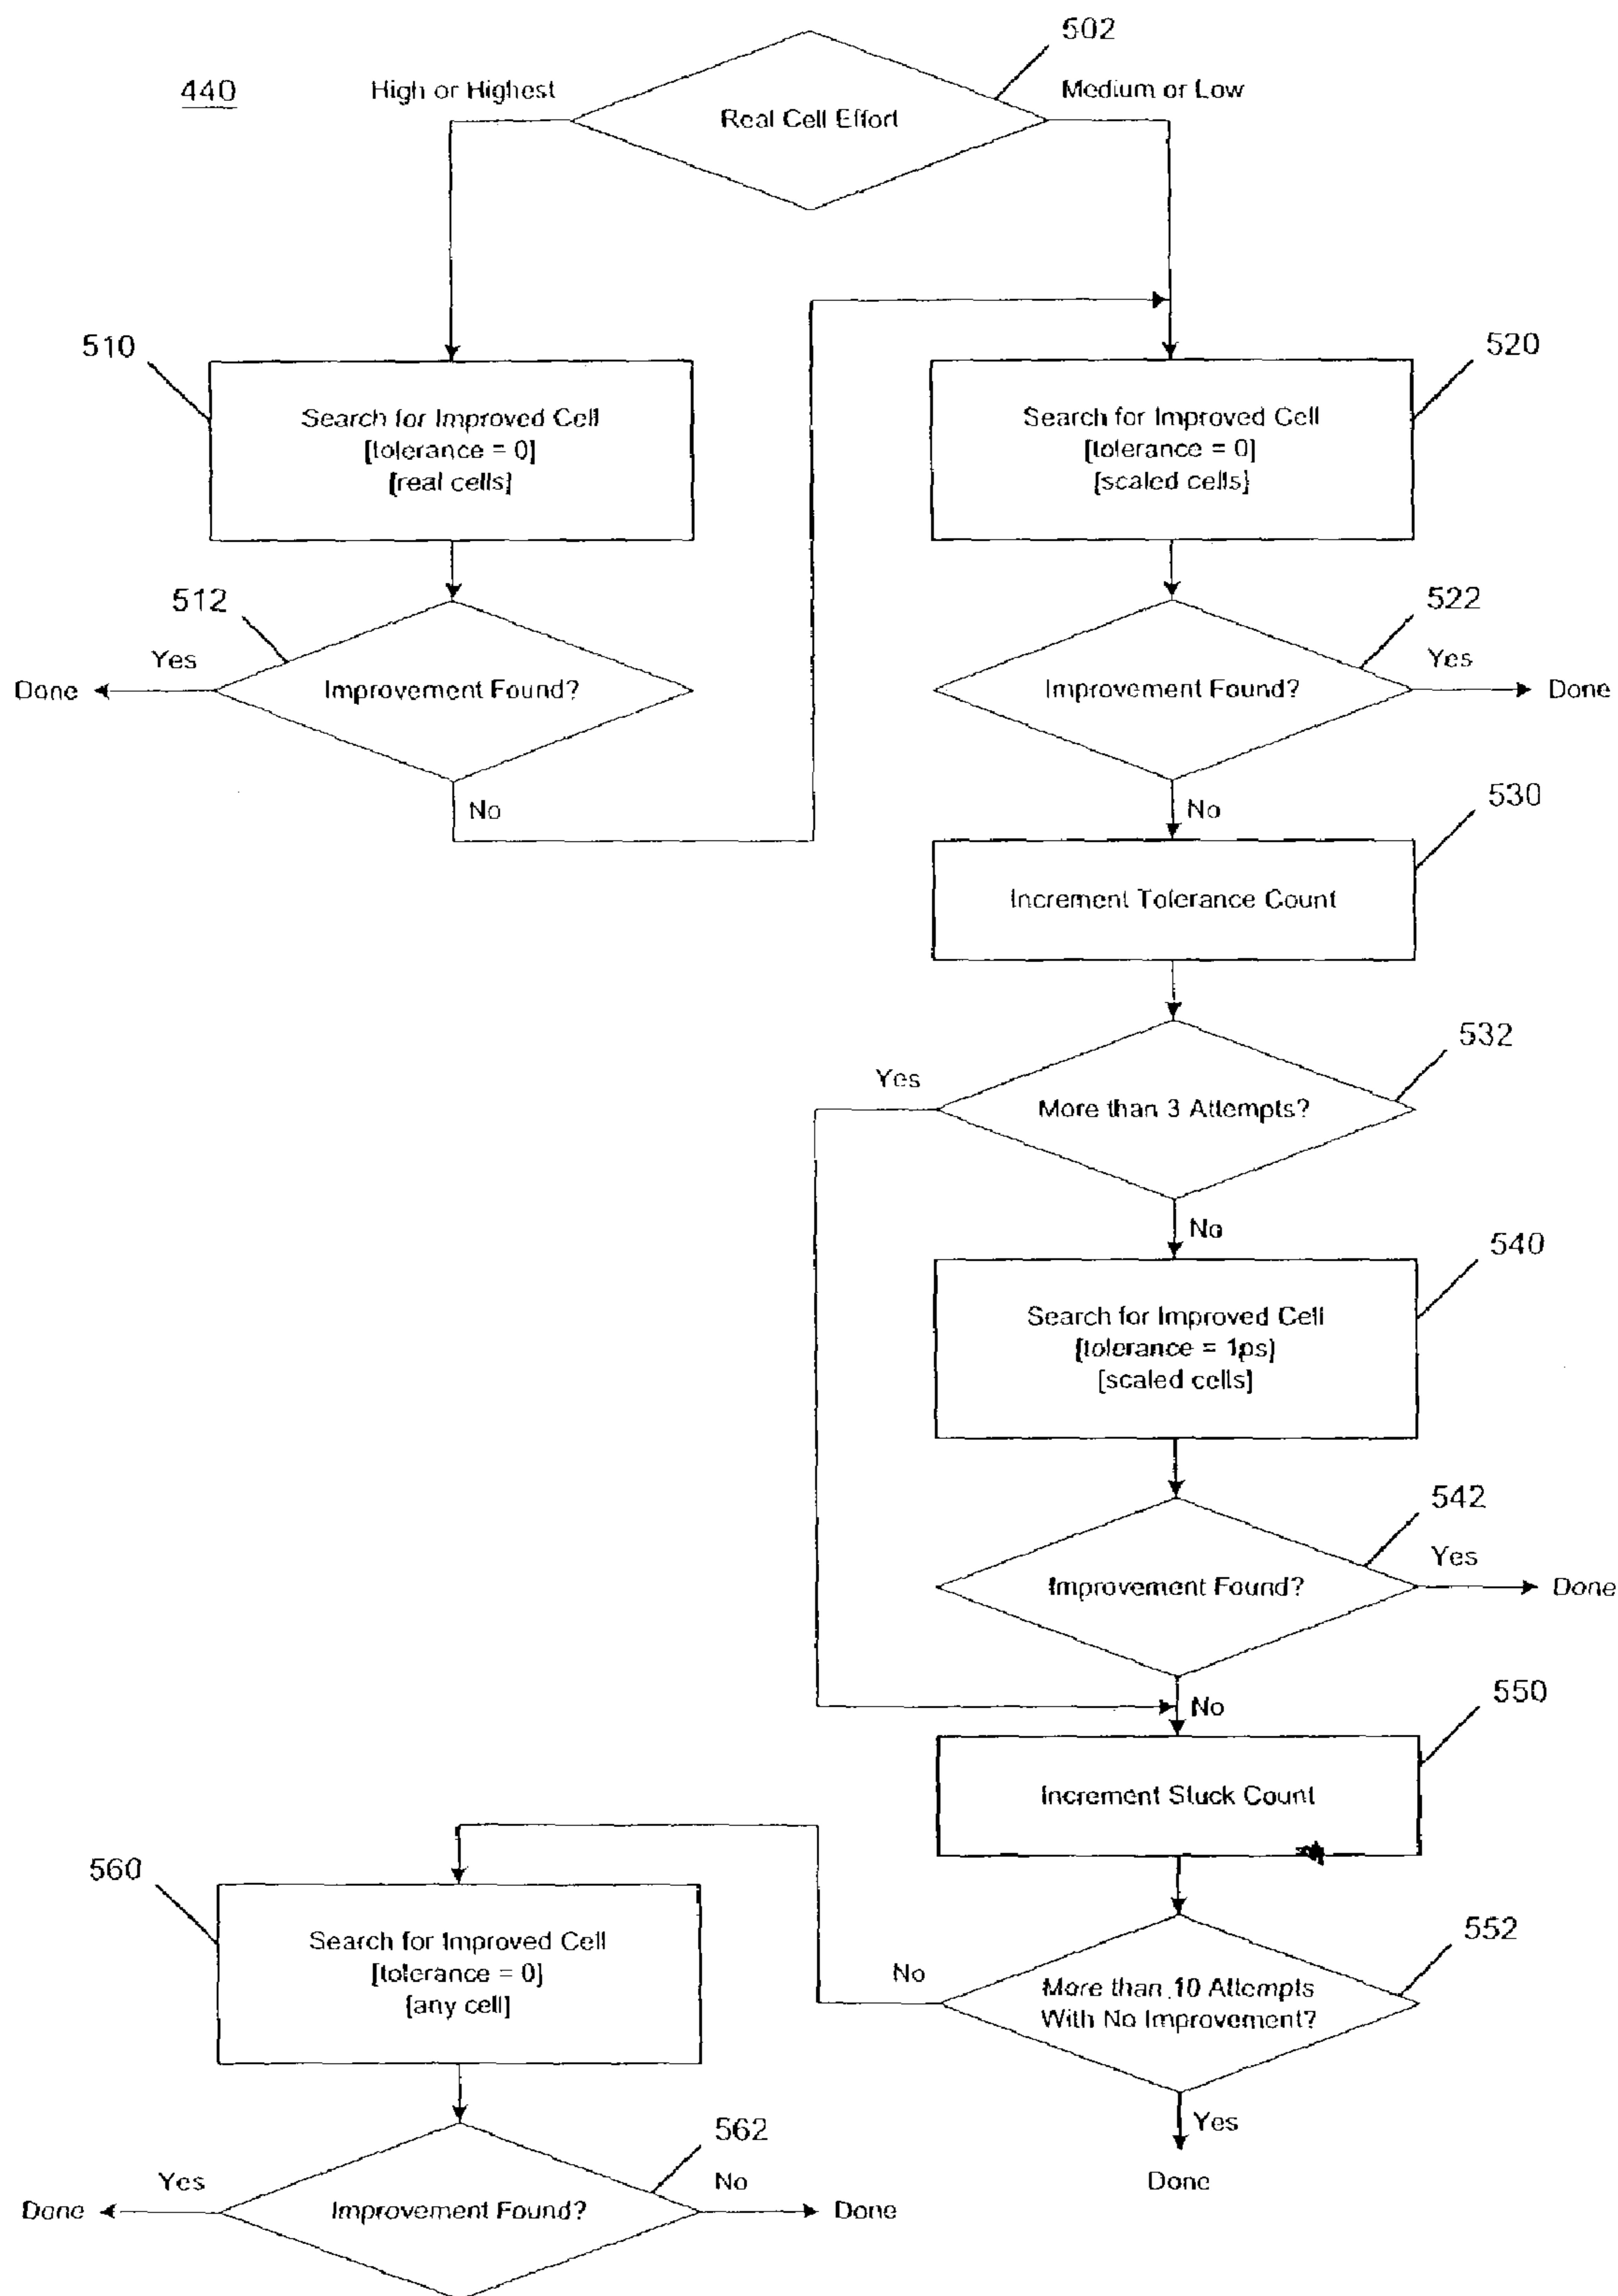 502
440
High or Highest
Medium or Low
Real Cell Effort
510
520
Search for Improved Cell
[tolerance = 0]
[real cells]
Search for Improved Cell
[tolerance = 0]
[scaled cells]
512
522
Yes
Yes
Done
Improvement Found?
Improvement Found?
Done
No
No
530
Increment Tolerance Count
532
Yes
More than 3 Attempts?
No
540
Search for Improved Cell
[tolerance = 1ps]
[scaled cells]
542
Yes
Improvement Found?
Done
No
550
Increment Stuck Count
560
552
Search for Improved Cell
[tolerance = 0]
[any cell]
No
More than 10 Attempts
With No Improvement?
562
Yes
Yes
No
Done
Improvement Found?
Done
Done